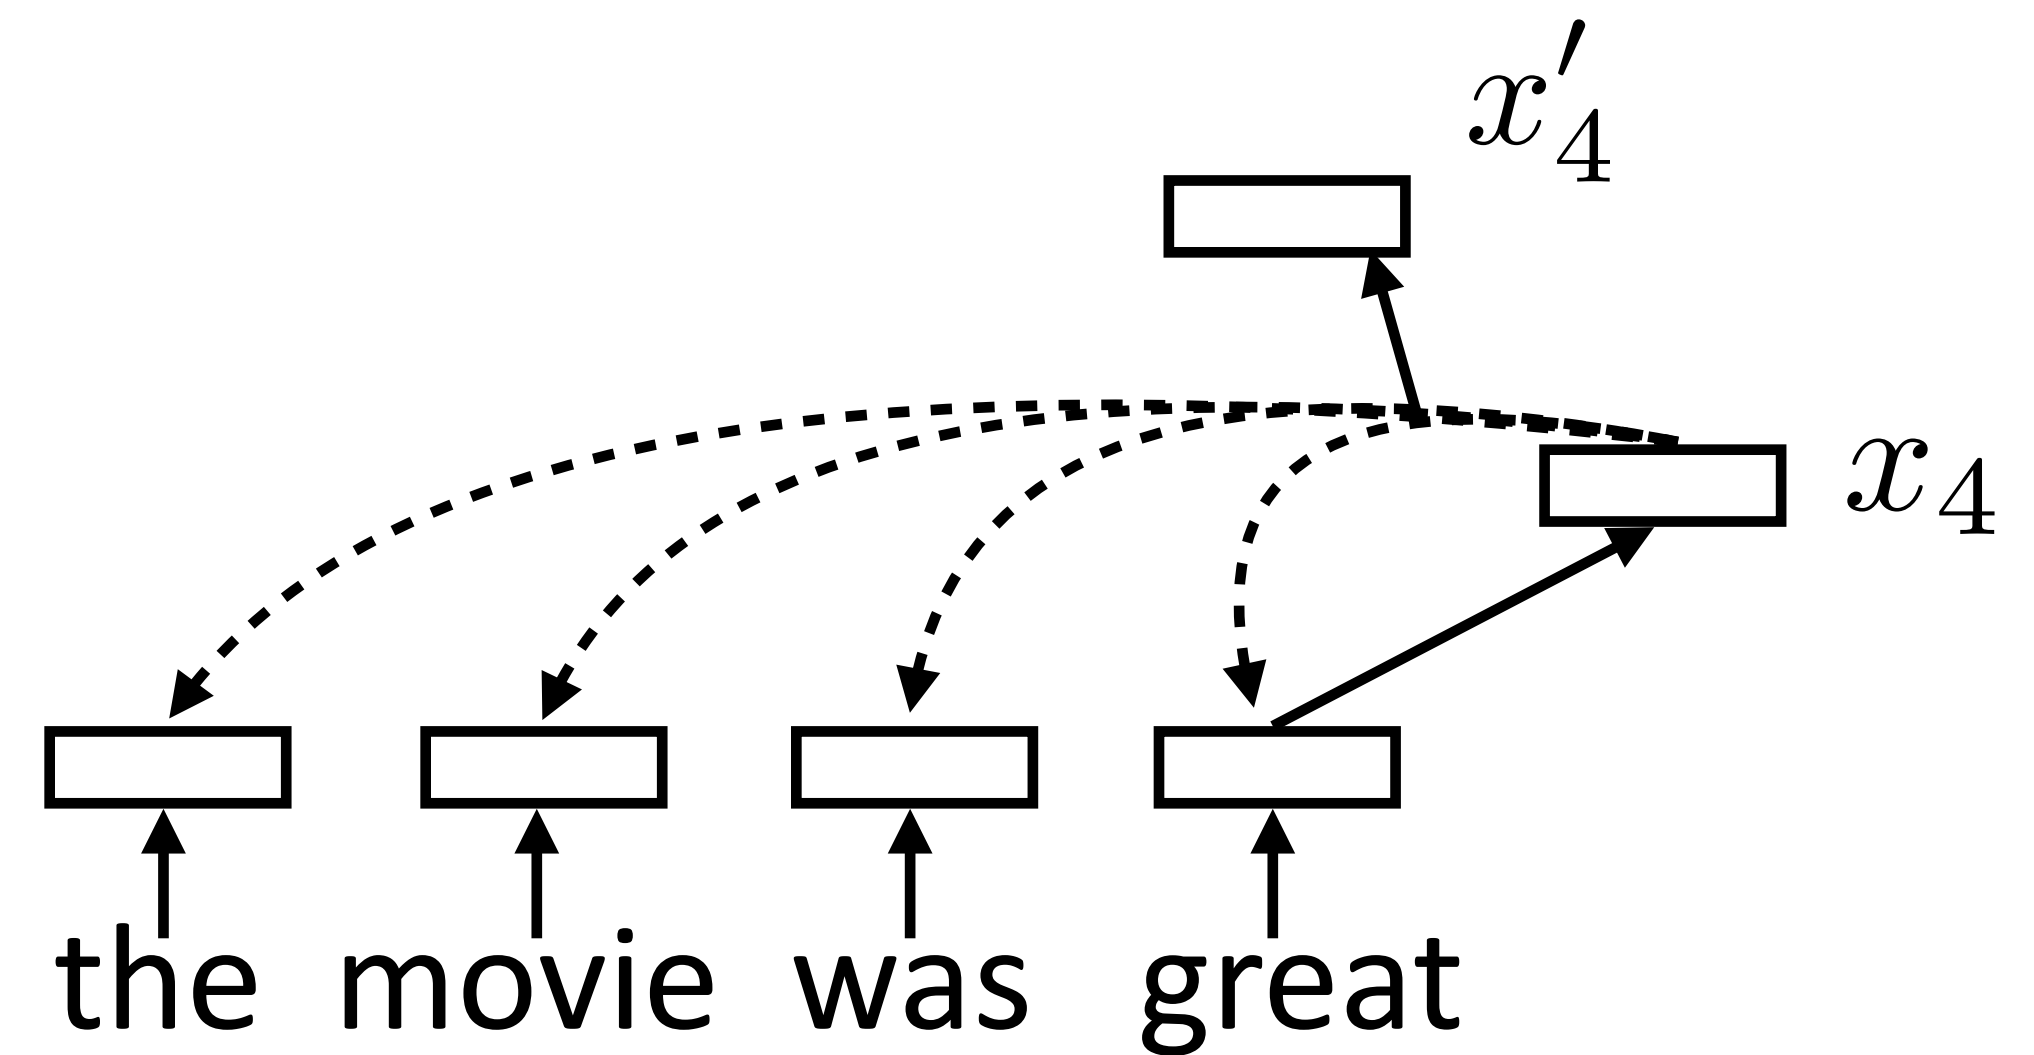 x′₄
x₄
the movie was great